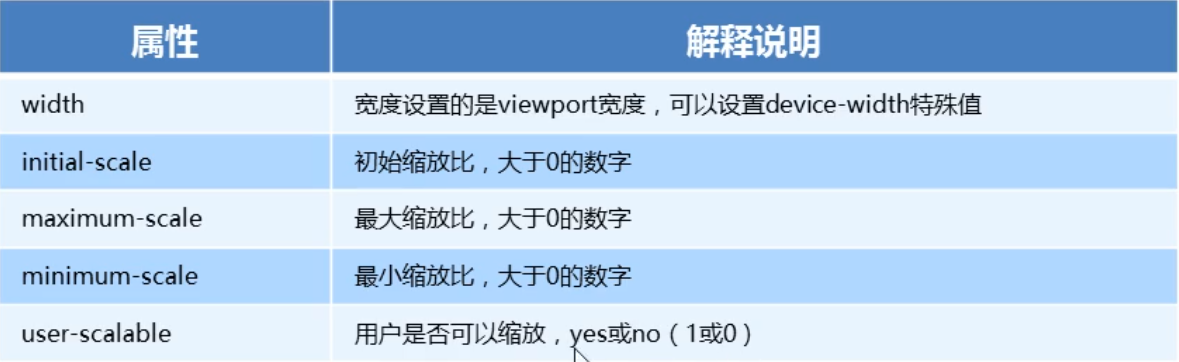 属性 解释说明
width 宽度设置的是viewport宽度，可以设置device-width特殊值
initial-scale 初始缩放比，大于0的数字
maximum-scale 最大缩放比，大于0的数字
minimum-scale 最小缩放比，大于0的数字
user-scalable 用户是否可以缩放，yes或no（1或0）